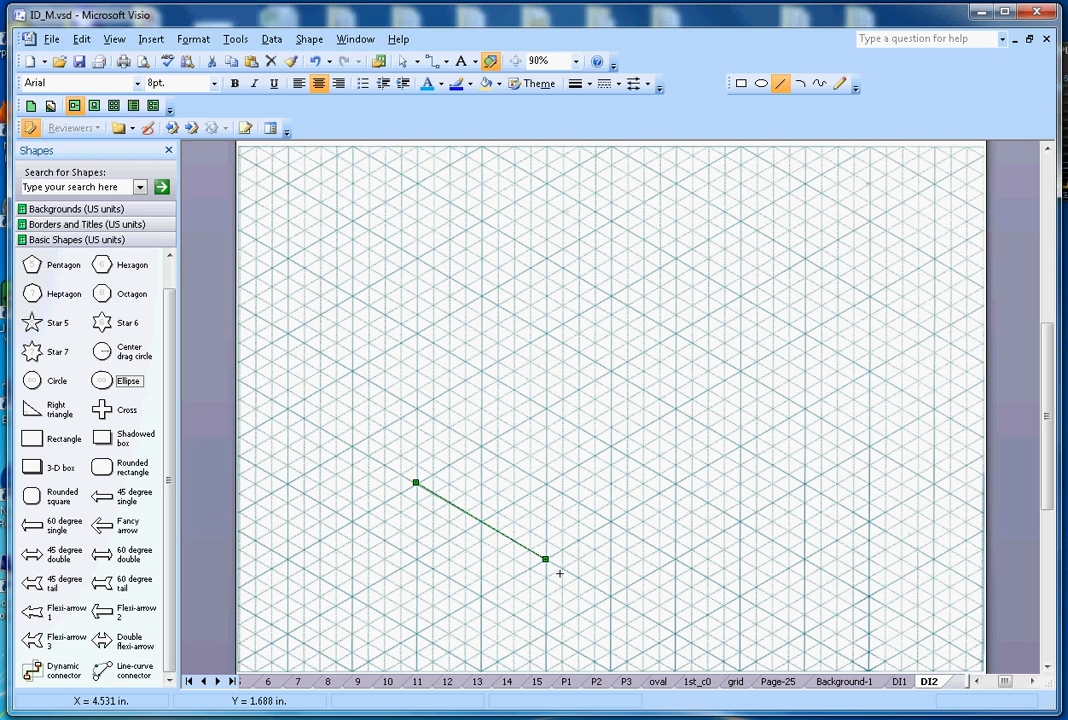 ID_M.vsd - Microsoft Visio
File Edit View Insert Format Tools Data Shape Window Help
Type a question for help
90%
Arial 8pt. B I U Theme
Reviewers
Shapes
Search for Shapes:
Type your search here
Backgrounds (US units)
Borders and Titles (US units)
Basic Shapes (US units)
Pentagon Hexagon
Heptagon Octagon
Star 5 Star 6
Star 7 Center drag circle
Circle Ellipse
Right triangle Cross
Rectangle Shadowed box
3-D box Rounded rectangle
Rounded square 45 degree single
60 degree single Fancy arrow
45 degree double 60 degree double
45 degree tail 60 degree tail
Flexi-arrow 1 Flexi-arrow 2
Flexi-arrow 3 Double flexi-arrow
Dynamic connector Line-curve connector
6 7 8 9 10 11 12 13 14 15 P1 P2 P3 oval 1st_c0 grid Page-25 Background-1 DI1 DI2
X = 4.531 in. Y = 1.688 in.